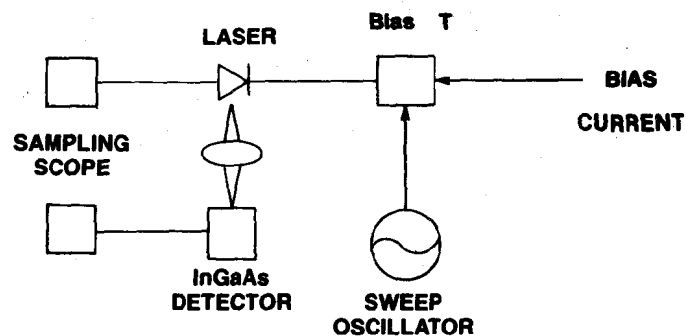 Bias T
LASER
BIAS
CURRENT
SAMPLING
SCOPE
InGaAs
DETECTOR
SWEEP
OSCILLATOR